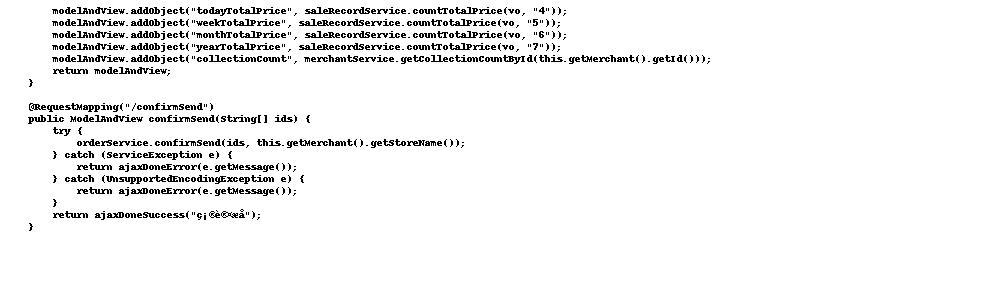 modelAndView.addObject("todayTotalPrice", saleRecordService.countTotalPrice(vo, "4"));
modelAndView.addObject("weekTotalPrice", saleRecordService.countTotalPrice(vo, "5"));
modelAndView.addObject("monthTotalPrice", saleRecordService.countTotalPrice(vo, "6"));
modelAndView.addObject("yearTotalPrice", saleRecordService.countTotalPrice(vo, "7"));
modelAndView.addObject("collectionCount", merchantService.getCollectionCountById(this.getMerchant().getId()));
return modelAndView;
}
@RequestMapping("/confirmSend")
public ModelAndView confirmSend(String[] ids) {
try {
orderService.confirmSend(ids, this.getMerchant().getStoreName());
} catch (ServiceException e) {
return ajaxDoneError(e.getMessage());
} catch (UnsupportedEncodingException e) {
return ajaxDoneError(e.getMessage());
}
return ajaxDoneSuccess("ç¡®è®¤æå");
}